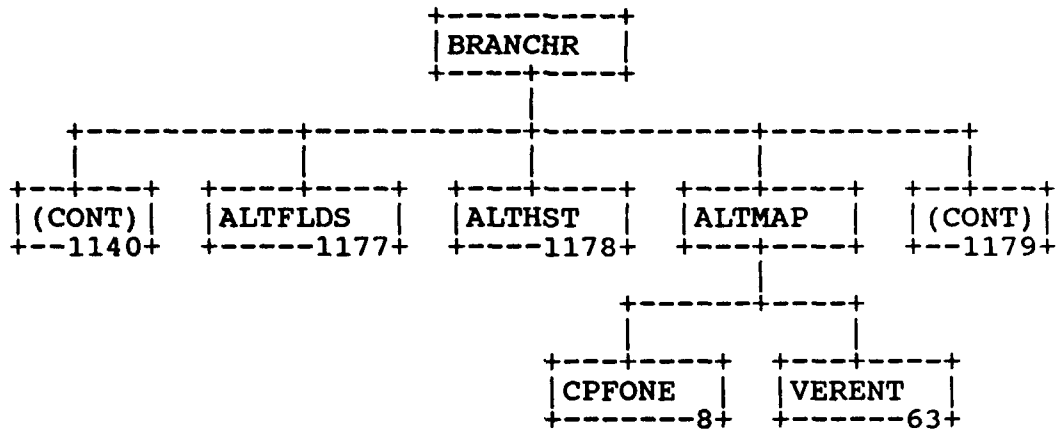 BRANCHR
(CONT) ALTFLDS ALTHST ALTMAP (CONT)
1140 1177 1178 1179
CPFONE VERENT
8 63